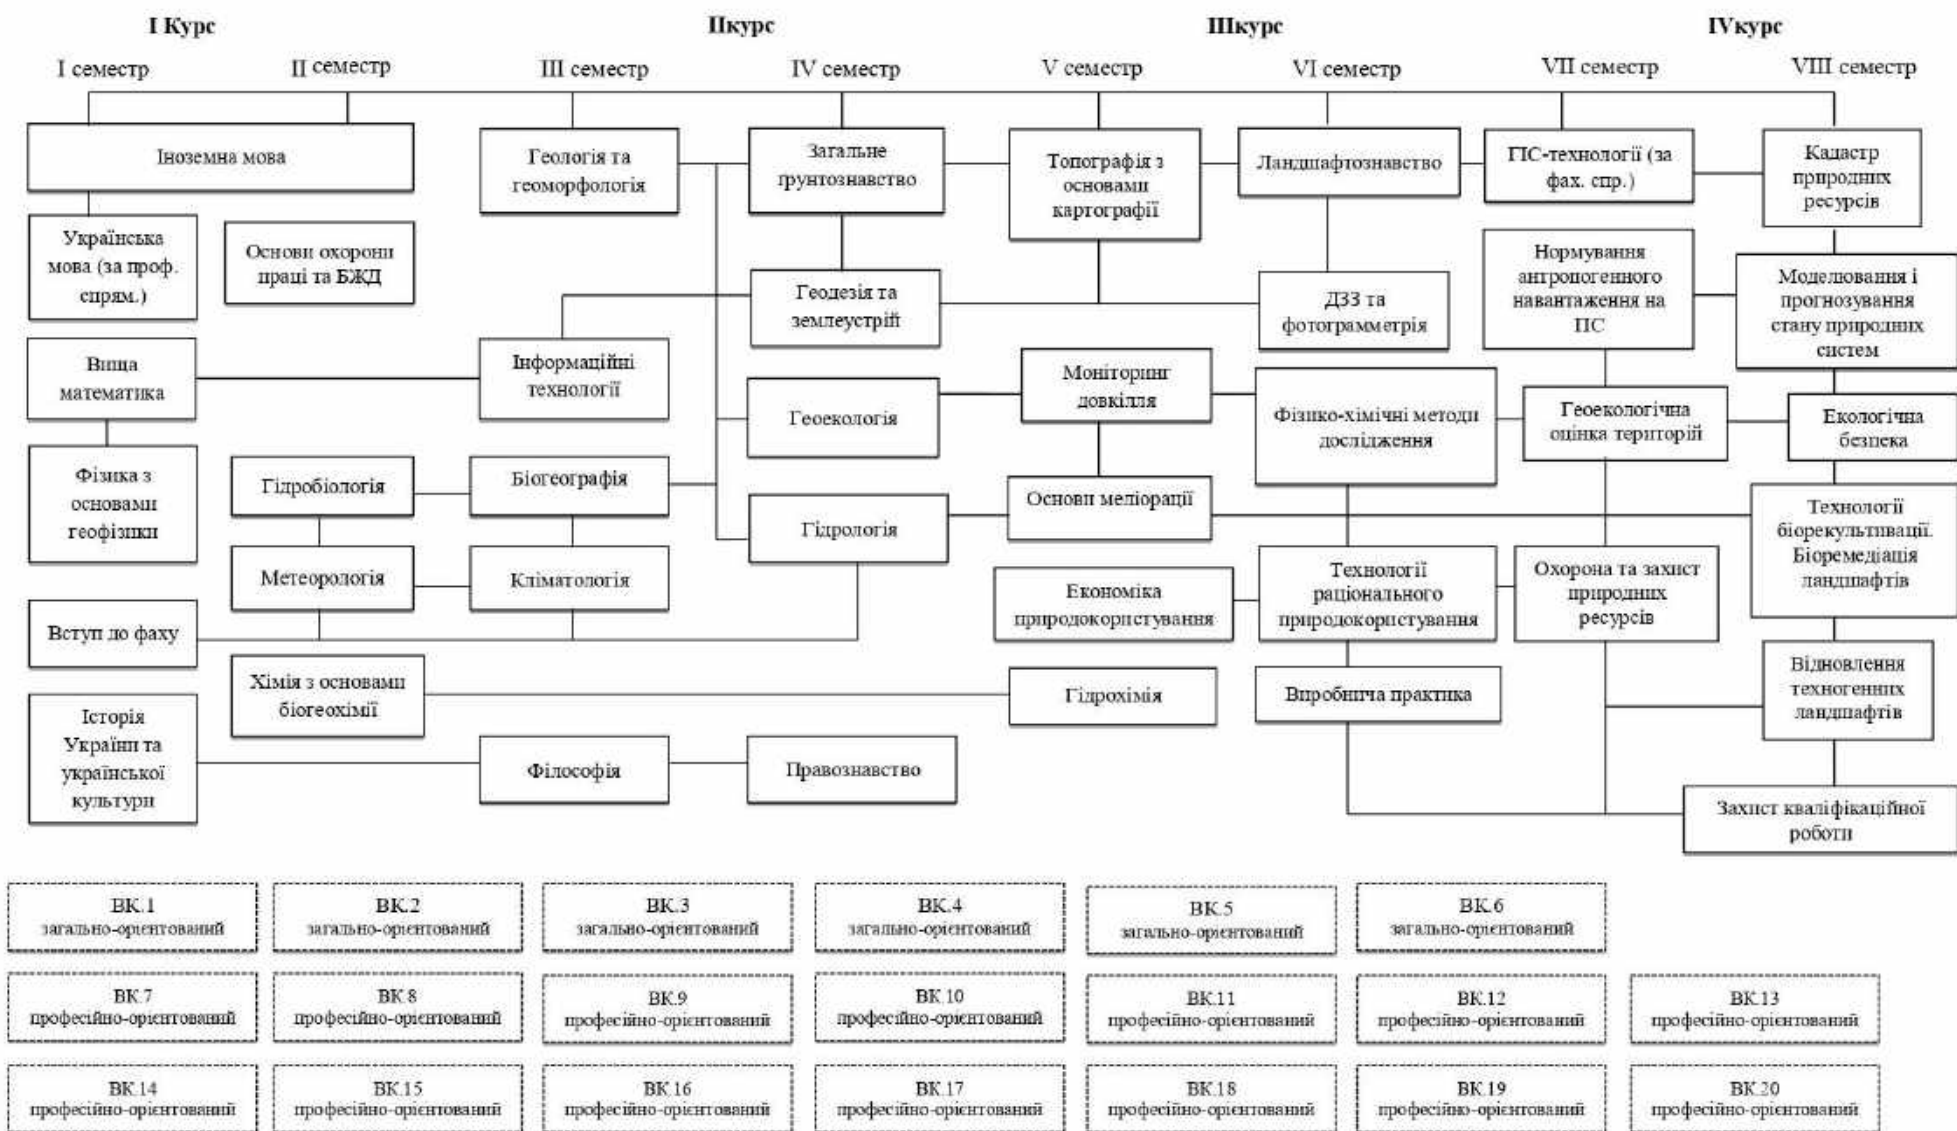 I Курс
IIкурс
IIIкурс
IVкурс
I семестр
II семестр
III семестр
IV семестр
V семестр
VI семестр
VII семестр
VIII семестр
Іноземна мова
Геологія та
геоморфологія
Загальне
ґрунтознавство
Топографія з
основами
картографії
Ландшафтознавство
ГІС-технології (за
фах. спр.)
Кадастр
природних
ресурсів
Українська
мова (за проф.
спрям.)
Основи охорони
праці та БЖД
Геодезія та
землеустрій
ДЗЗ та
фотограмметрія
Нормування
антропогенного
навантаження на
ПС
Моделювання і
прогнозування
стану природних
систем
Вища
математика
Інформаційні
технології
Геоекологія
Моніторинг
довкілля
Фізико-хімічні методи
дослідження
Геоекологічна
оцінка територій
Екологічна
безпека
Фізика з
основами
геофізики
Гідробіологія
Біогеографія
Гідрологія
Основи меліорації
Технології
біорекультивації.
Біоремедіація
ландшафтів
Метеорологія
Кліматологія
Економіка
природокористування
Технології
раціонального
природокористування
Охорона та захист
природних
ресурсів
Вступ до фаху
Хімія з основами
біогеохімії
Гідрохімія
Виробнича практика
Відновлення
техногенних
ландшафтів
Історія
України та
української
культури
Філософія
Правознавство
Захист кваліфікаційної
роботи
ВК.1
загально-орієнтований
ВК.2
загально-орієнтований
ВК.3
загально-орієнтований
ВК.4
загально-орієнтований
ВК.5
загально-орієнтований
ВК.6
загально-орієнтований
ВК.7
професійно-орієнтований
ВК.8
професійно-орієнтований
ВК.9
професійно-орієнтований
ВК.10
професійно-орієнтований
ВК.11
професійно-орієнтований
ВК.12
професійно-орієнтований
ВК.13
професійно-орієнтований
ВК.14
професійно-орієнтований
ВК.15
професійно-орієнтований
ВК.16
професійно-орієнтований
ВК.17
професійно-орієнтований
ВК.18
професійно-орієнтований
ВК.19
професійно-орієнтований
ВК.20
професійно-орієнтований